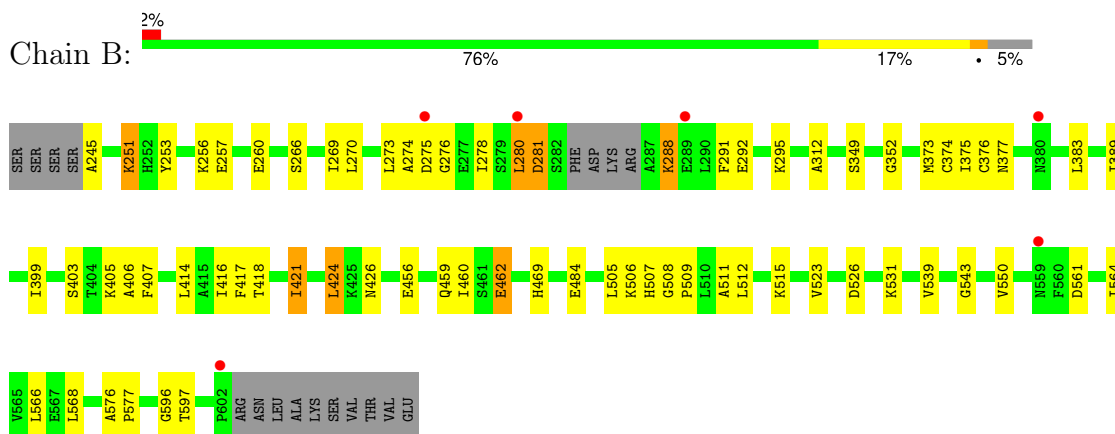 2%
Chain B:
76% 17% • 5%
SER SER SER SER A245 K251 H252 Y253 K256 E257 E260 S266 I269 L270 L273 A274 D275 G276 E277 I278 S279 L280 D281 S282 PHE ASP LYS ARG A287 K288 E289 L290 F291 E292 K295 A312 S349 G352 M373 C374 I375 C376 N377 N380 L383
I399 S403 T404 K405 A406 F407 L414 A415 I416 F417 T418 I421 L424 K425 N426 E456 Q459 I460 S461 E462 H469 E484 L505 K506 H507 G508 P509 L510 A511 L512 K515 V523 D526 K531 V539 G543 V550 N559 F560 D561
V565 L566 E567 L568 A576 P577 G596 T597 P602 ARG ASN LEU ALA LYS SER VAL THR VAL GLU